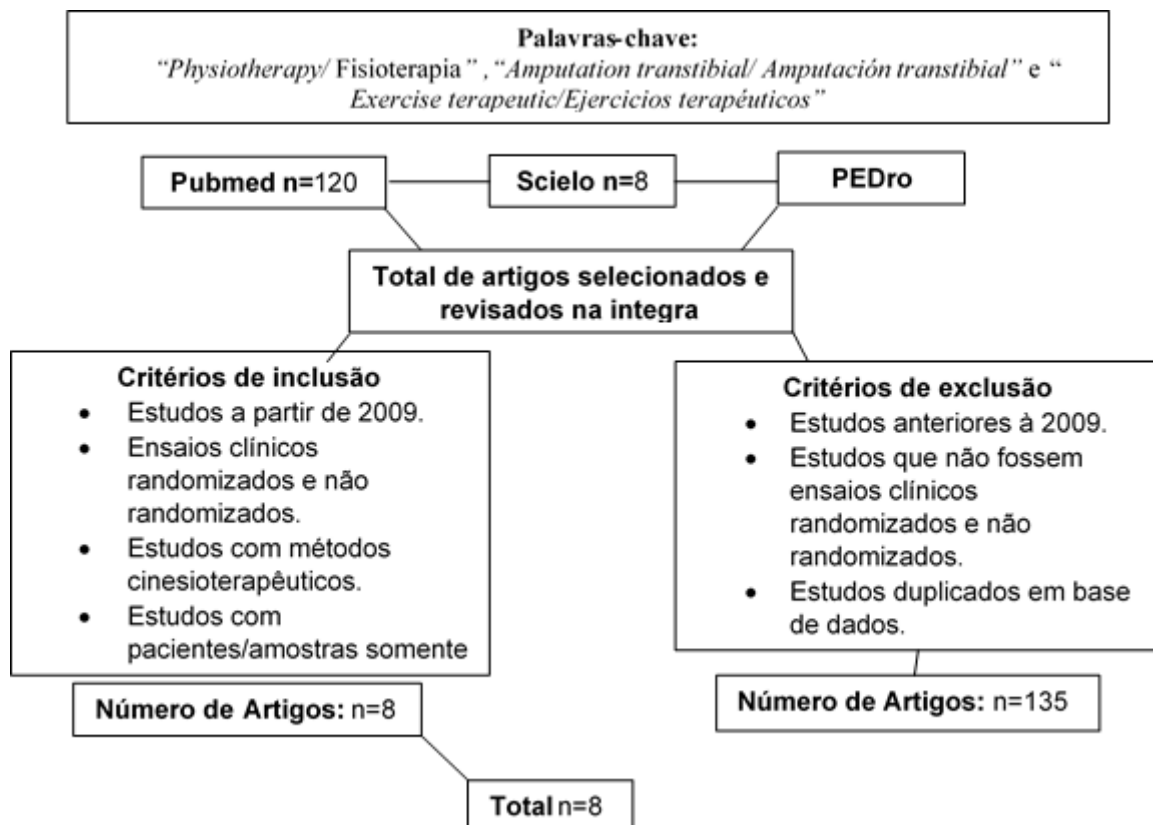 Palavras-chave:
“Physiotherapy/ Fisioterapia” , “Amputation transtibial/ Amputación transtibial” e “
Exercise terapeutic/Ejercicios terapéuticos”
Pubmed n=120
Scielo n=8
PEDro
Total de artigos selecionados e
revisados na integra
Critérios de inclusão
• Estudos a partir de 2009.
• Ensaios clínicos
randomizados e não
randomizados.
• Estudos com métodos
cinesioterapêuticos.
• Estudos com
pacientes/amostras somente
Critérios de exclusão
• Estudos anteriores à 2009.
• Estudos que não fossem
ensaios clínicos
randomizados e não
randomizados.
• Estudos duplicados em base
de dados.
Número de Artigos: n=8
Número de Artigos: n=135
Total n=8